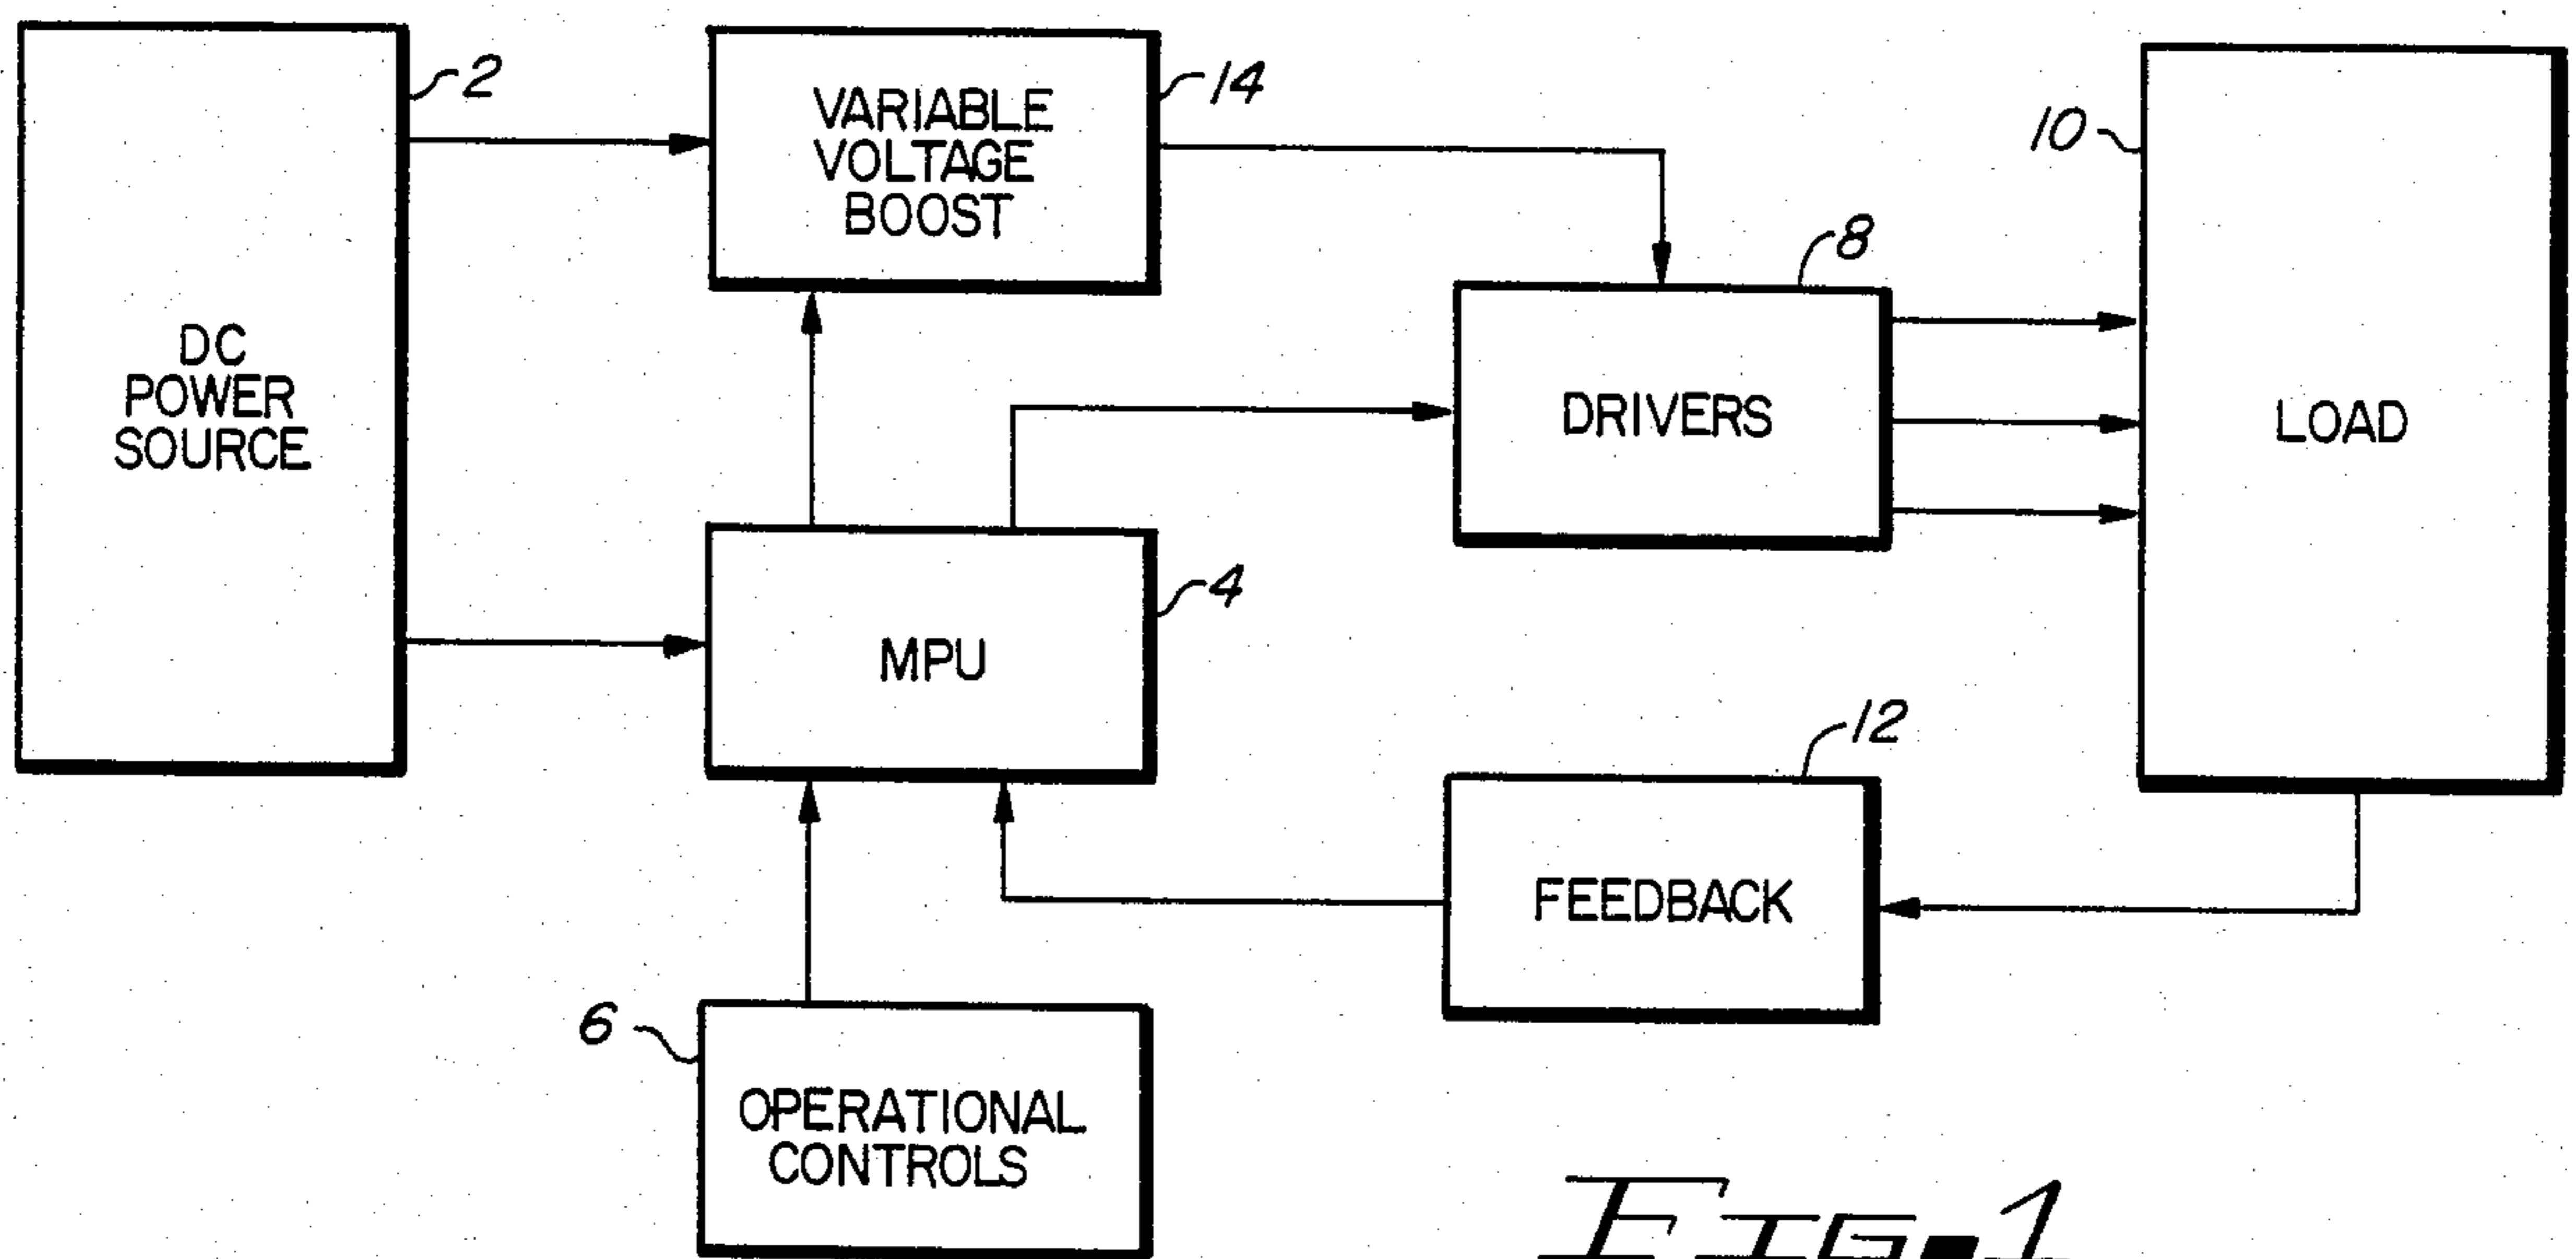 2
VARIABLE
VOLTAGE
BOOST
14
10
DC
POWER
SOURCE
8
DRIVERS
LOAD
MPU
4
12
FEEDBACK
6
OPERATIONAL
CONTROLS
FIG. 1